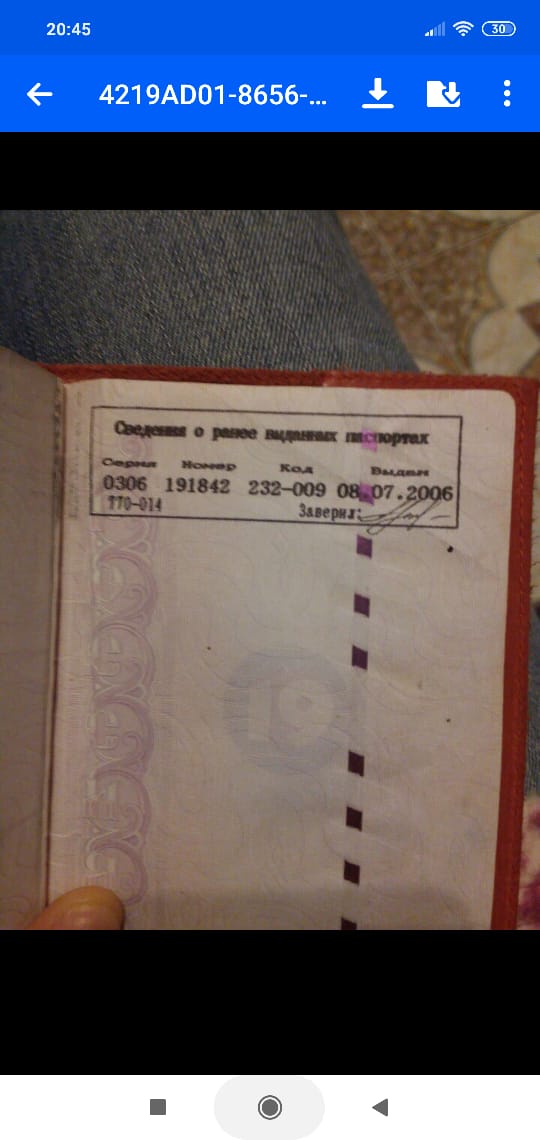 20:45
30
4219AD01-8656-...
Сведения о ранее выданных паспортах
Серия Номер Код Выдан
0306 191842 232-009 08.07.2006
770-014 Заверил:
19